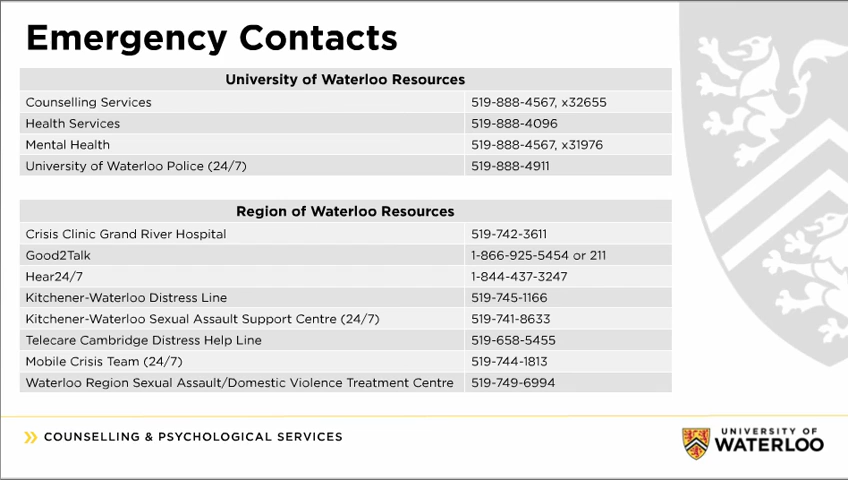 Emergency Contacts
University of Waterloo Resources
Counselling Services 519-888-4567, x32655
Health Services 519-888-4096
Mental Health 519-888-4567, x31976
University of Waterloo Police (24/7) 519-888-4911
Region of Waterloo Resources
Crisis Clinic Grand River Hospital 519-742-3611
Good2Talk 1-866-925-5454 or 211
Hear24/7 1-844-437-3247
Kitchener-Waterloo Distress Line 519-745-1166
Kitchener-Waterloo Sexual Assault Support Centre (24/7) 519-741-8633
Telecare Cambridge Distress Help Line 519-658-5455
Mobile Crisis Team (24/7) 519-744-1813
Waterloo Region Sexual Assault/Domestic Violence Treatment Centre 519-749-6994
COUNSELLING & PSYCHOLOGICAL SERVICES
UNIVERSITY OF
WATERLOO